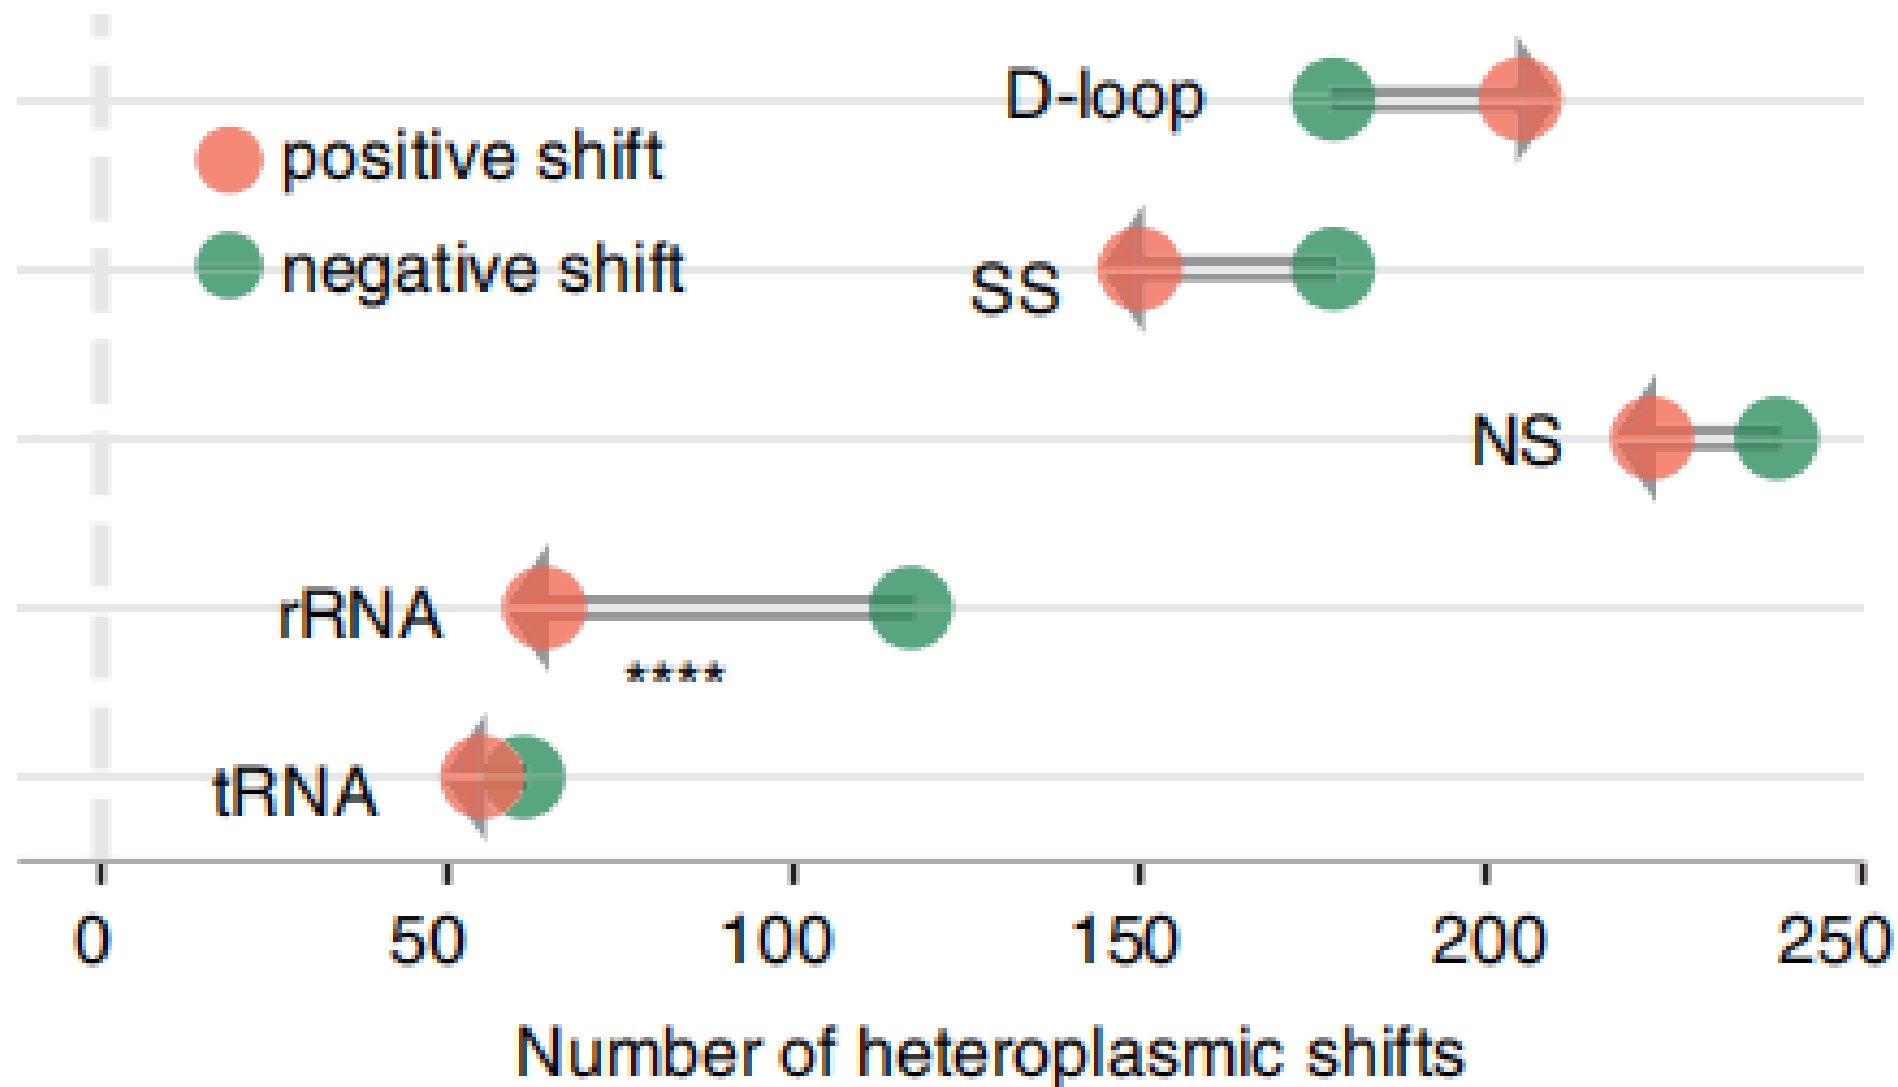 D-loop
positive shift
negative shift
SS
NS
rRNA
****
tRNA
0 50 100 150 200 250
Number of heteroplasmic shifts